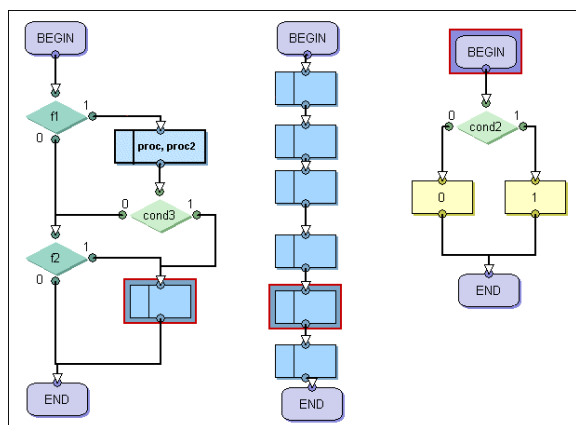 BEGIN
f1
1
0
proc, proc2
0
1
cond3
f2
1
0
END
BEGIN
END
BEGIN
0
1
cond2
0
1
END